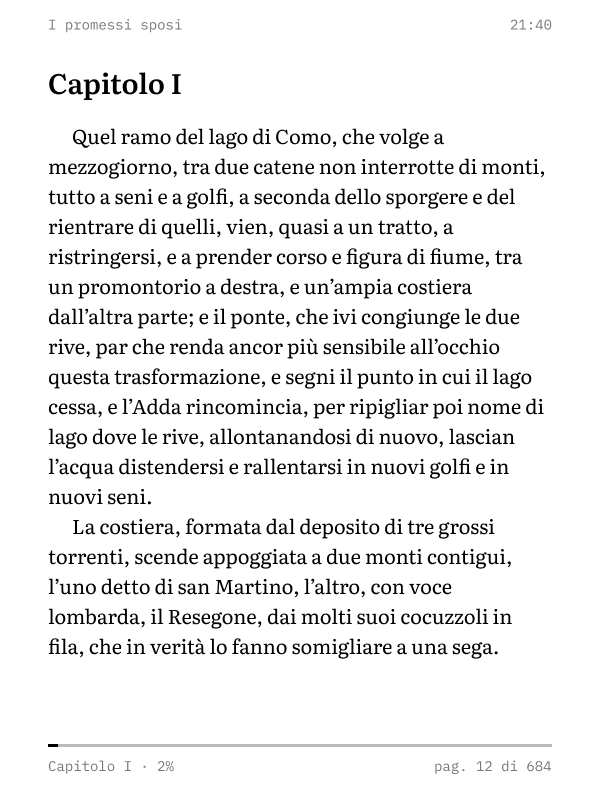 I promessi sposi
21:40
Capitolo I
Quel ramo del lago di Como, che volge a
mezzogiorno, tra due catene non interrotte di monti,
tutto a seni e a golfi, a seconda dello sporgere e del
rientrare di quelli, vien, quasi a un tratto, a
ristringersi, e a prender corso e figura di fiume, tra
un promontorio a destra, e un’ampia costiera
dall’altra parte; e il ponte, che ivi congiunge le due
rive, par che renda ancor più sensibile all’occhio
questa trasformazione, e segni il punto in cui il lago
cessa, e l’Adda rincomincia, per ripigliar poi nome di
lago dove le rive, allontanandosi di nuovo, lascian
l’acqua distendersi e rallentarsi in nuovi golfi e in
nuovi seni.
La costiera, formata dal deposito di tre grossi
torrenti, scende appoggiata a due monti contigui,
l’uno detto di san Martino, l’altro, con voce
lombarda, il Resegone, dai molti suoi cocuzzoli in
fila, che in verità lo fanno somigliare a una sega.
Capitolo I · 2%
pag. 12 di 684